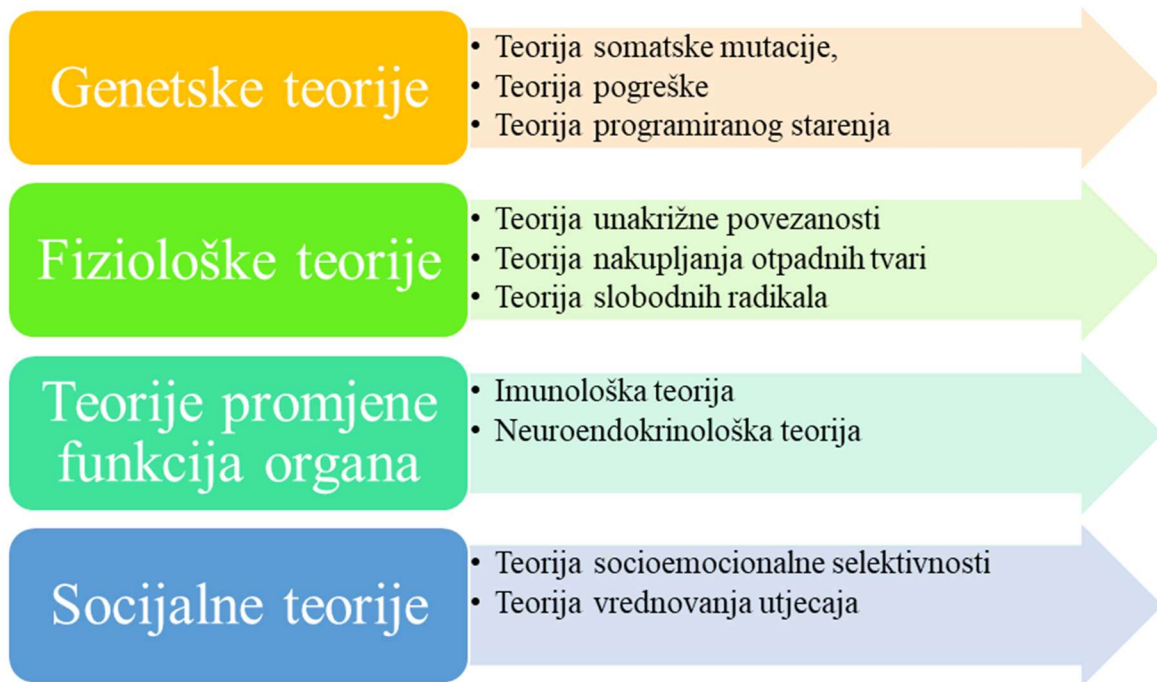 Genetske teorije
• Teorija somatske mutacije,
• Teorija pogreške
• Teorija programiranog starenja
Fiziološke teorije
• Teorija unakrižne povezanosti
• Teorija nakupljanja otpadnih tvari
• Teorija slobodnih radikala
Teorije promjene
funkcija organa
• Imunološka teorija
• Neuroendokrinološka teorija
Socijalne teorije
• Teorija socioemocionalne selektivnosti
• Teorija vrednovanja utjecaja